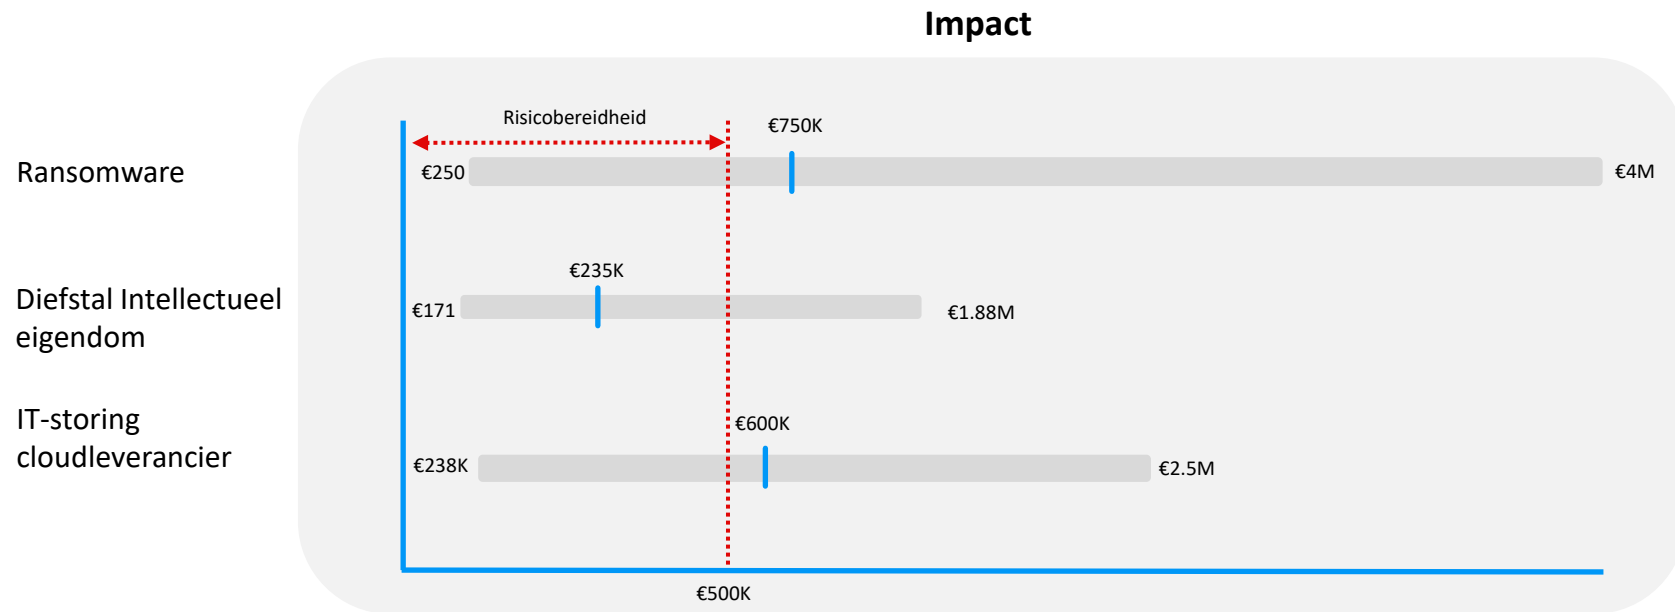 Impact
Risicobereidheid
€750K
Ransomware
€250
€4M
€235K
Diefstal Intellectueel
eigendom
€171
€1.88M
IT-storing
cloudleverancier
€600K
€238K
€2.5M
€500K